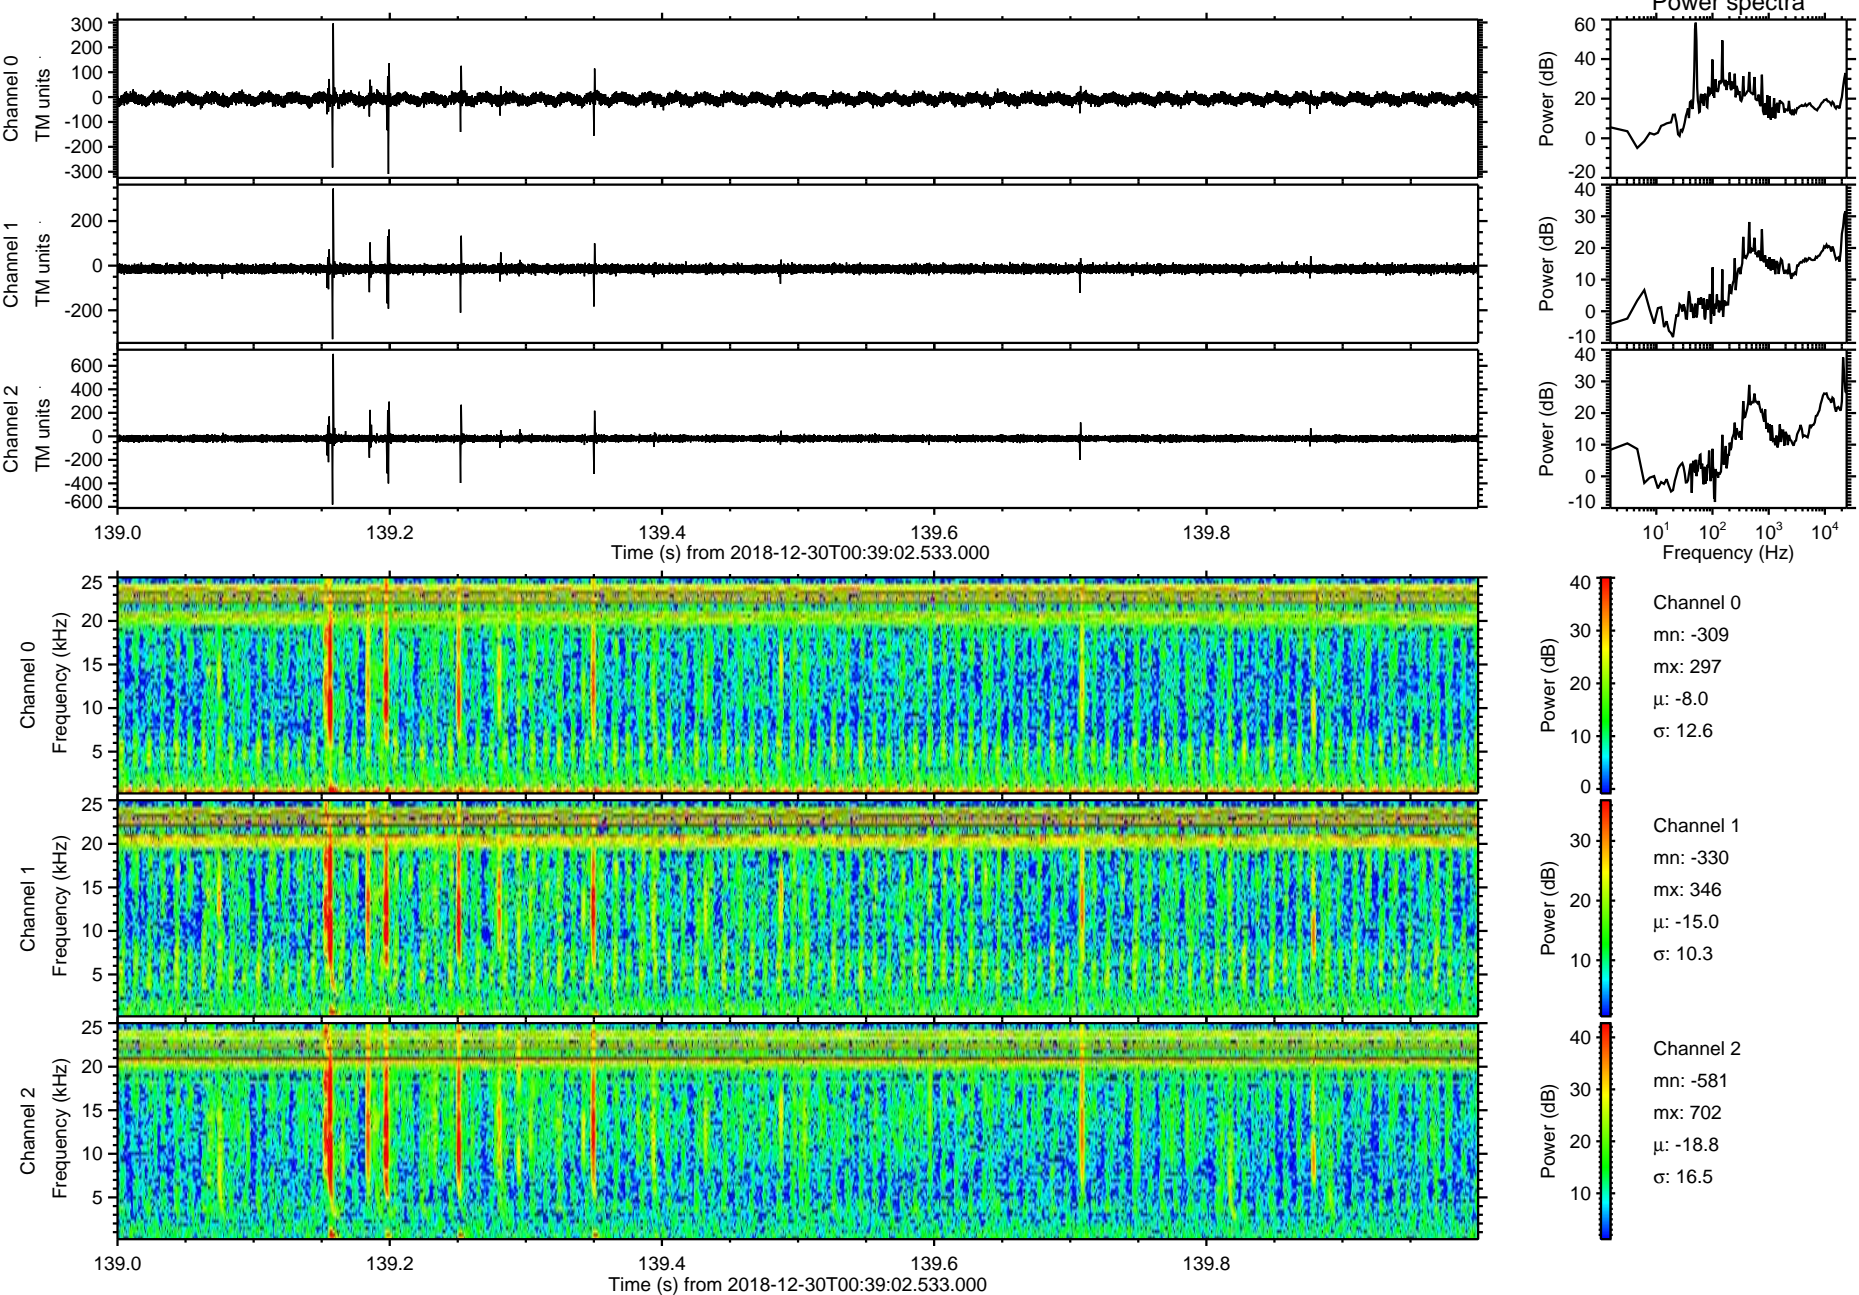 Power spectra
Channel 0
TM units
300
200
100
0
-100
-200
-300
Power (dB)
60
40
20
0
-20
Channel 1
TM units
200
0
-200
Power (dB)
40
30
20
10
0
-10
Channel 2
TM units
600
400
200
0
-200
-400
-600
Power (dB)
40
30
20
10
0
-10
139.0 139.2 139.4 139.6 139.8
Time (s) from 2018-12-30T00:39:02.533.000
10¹ 10² 10³ 10⁴
Frequency (Hz)
Channel 0
Frequency (kHz)
25
20
15
10
5
Power (dB)
40
30
20
10
0
Channel 0
mn: -309
mx: 297
μ: -8.0
σ: 12.6
Channel 1
Frequency (kHz)
25
20
15
10
5
Power (dB)
30
20
10
Channel 1
mn: -330
mx: 346
μ: -15.0
σ: 10.3
Channel 2
Frequency (kHz)
25
20
15
10
5
Power (dB)
40
30
20
10
Channel 2
mn: -581
mx: 702
μ: -18.8
σ: 16.5
139.0 139.2 139.4 139.6 139.8
Time (s) from 2018-12-30T00:39:02.533.000